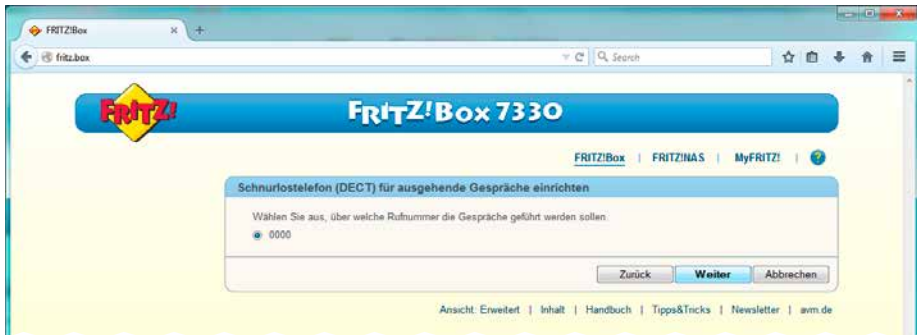 FRITZ!Box
fritz.box
Search
FRITZ!
FRITZ!Box 7330
FRITZ!Box | FRITZ!NAS | MyFRITZ! | ?
Schnurlostelefon (DECT) für ausgehende Gespräche einrichten
Wählen Sie aus, über welche Rufnummer die Gespräche geführt werden sollen
0000
Zurück Weiter Abbrechen
Ansicht: Erweitert | Inhalt | Handbuch | Tipps&Tricks | Newsletter | avm.de